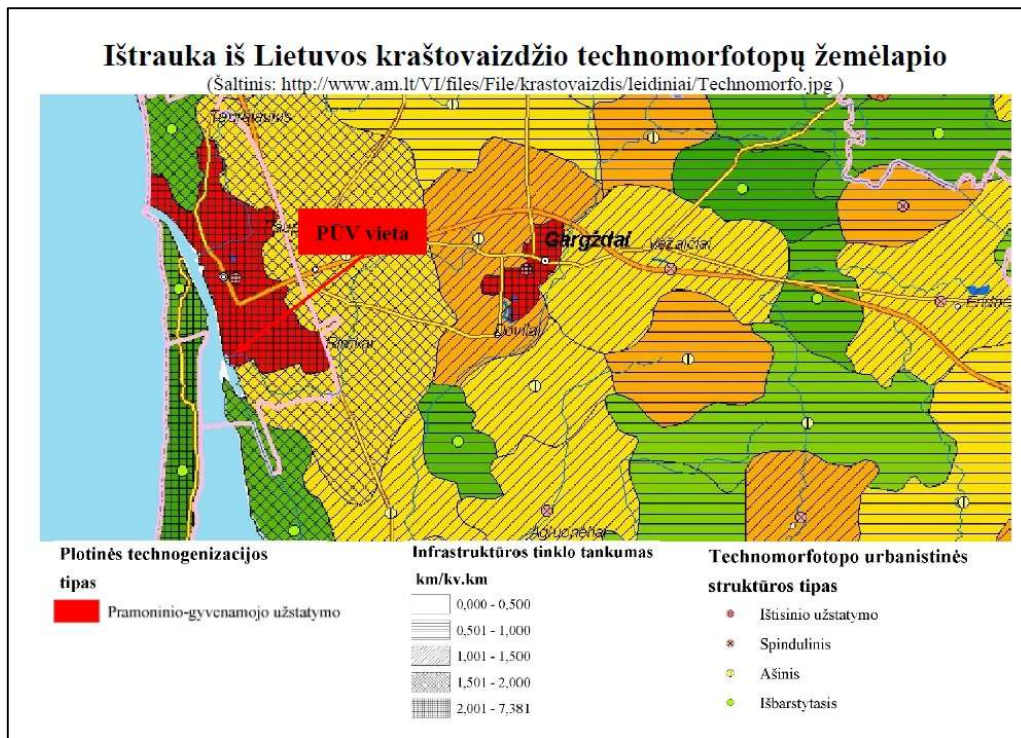 Ištrauka iš Lietuvos kraštovaizdžio technomorfotopų žemėlapio
(Šaltinis: http://www.am.lt/VI/files/File/krastovaizdis/leidiniai/Technomorfo.jpg )
PŪV vieta
Gargždai
Vėžaičiai
Dovilai
Agluonėnai
Plotinės technogenizacijos
tipas
Pramoninio-gyvenamojo užstatymo
Infrastruktūros tinklo tankumas
km/kv.km
0,000 - 0,500
0,501 - 1,000
1,001 - 1,500
1,501 - 2,000
2,001 - 7,381
Technomorfotopo urbanistinės
struktūros tipas
Ištisinio užstatymo
Spindulinis
Ašinis
Išbarstytasis